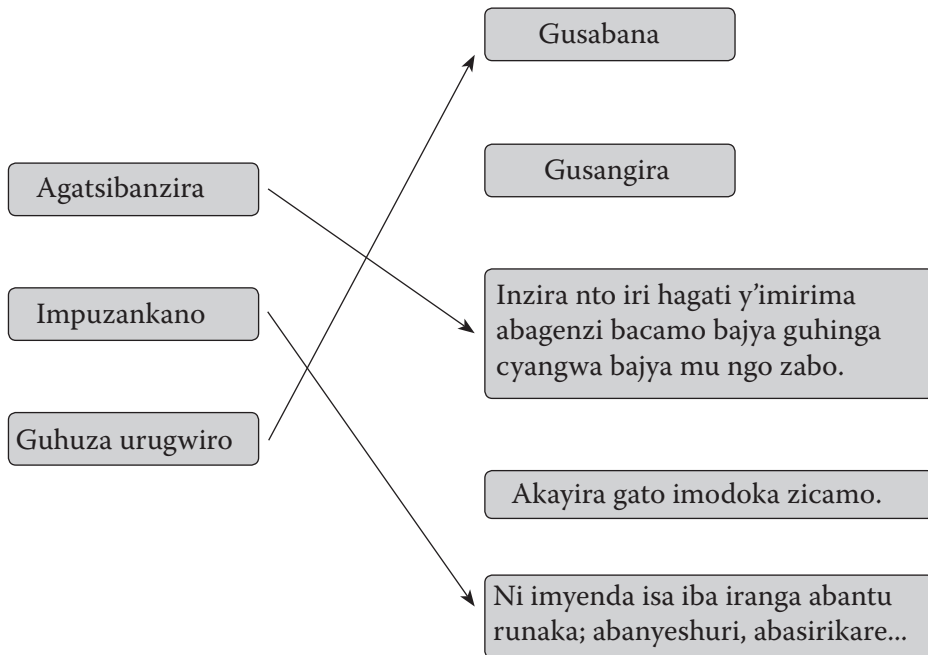 Gusabana
Gusangira
Agatsibanzira
Impuzankano
Guhuza urugwiro
Inzira nto iri hagati y’imirima
abagenzi bacamo bajya guhinga
cyangwa bajya mu ngo zabo.
Akayira gato imodoka zicamo.
Ni imyenda isa iba iranga abantu
runaka; abanyeshuri, abasirikare...